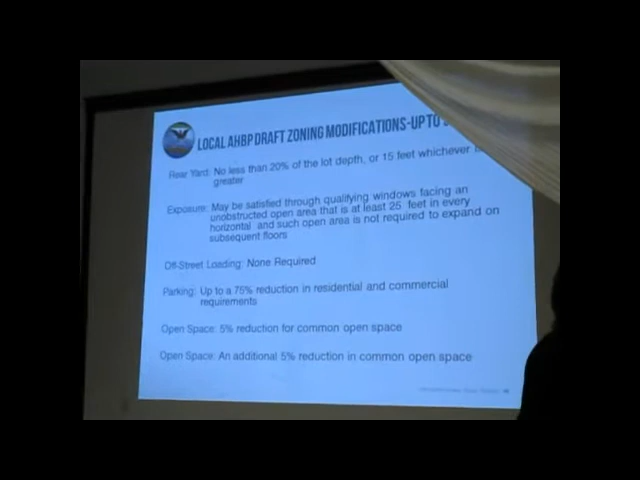 LOCAL AHBP DRAFT ZONING MODIFICATIONS-UP TO
Rear Yard: No less than 20% of the lot depth, or 15 feet whichever
greater
Exposure: May be satisfied through qualifying windows facing an
unobstructed open area that is at least 25 feet in every
horizontal and such open area is not required to expand on
subsequent floors
Off-Street Loading: None Required
Parking: Up to a 75% reduction in residential and commercial
requirements
Open Space: 5% reduction for common open space
Open Space: An additional 5% reduction in common open space